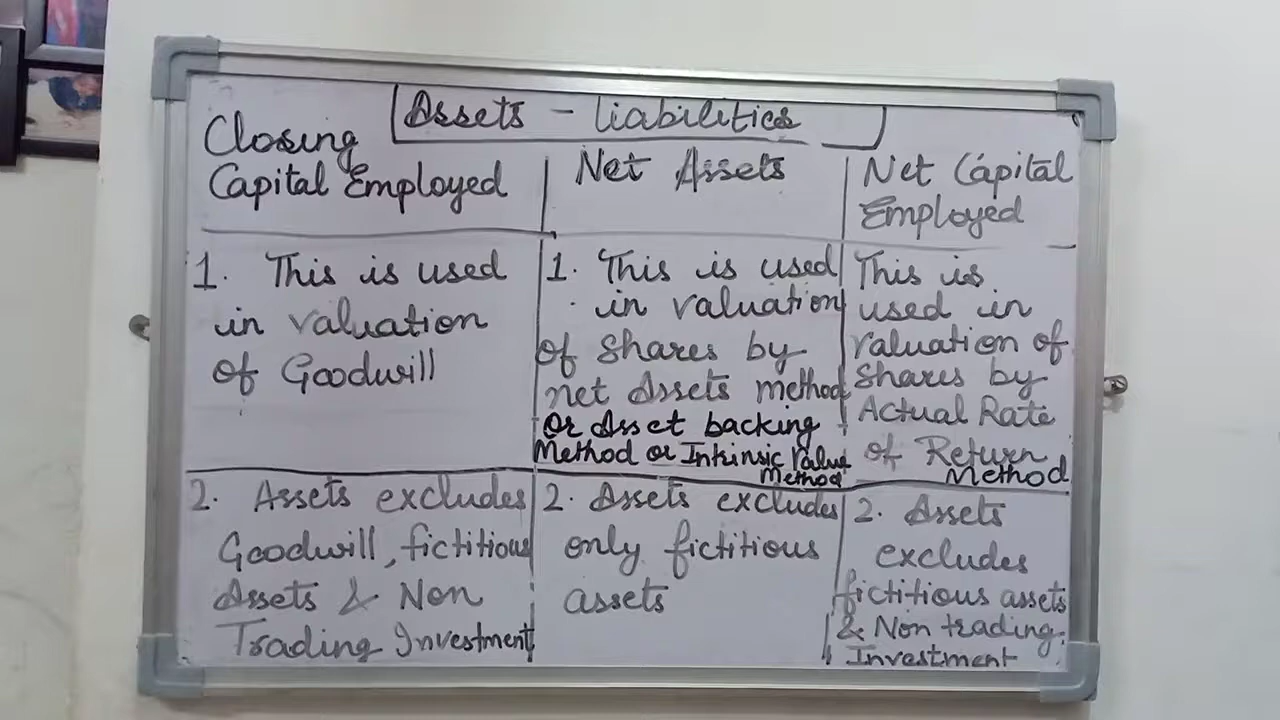 Assets - liabilities
Closing
Capital Employed
Net Assets
Net Capital
Employed
1. This is used
in valuation
of Goodwill
1. This is used
in valuation
of Shares by
net Assets method
Or Asset backing
Method or Intrinsic Value
Method
This is
used in
valuation of
Shares by
Actual Rate
of Return
Method
2. Assets excludes
Goodwill, fictitious
Assets & Non
Trading Investment
2. Assets excludes
only fictitious
assets
2. Assets
excludes
fictitious assets
& Non trading
Investment